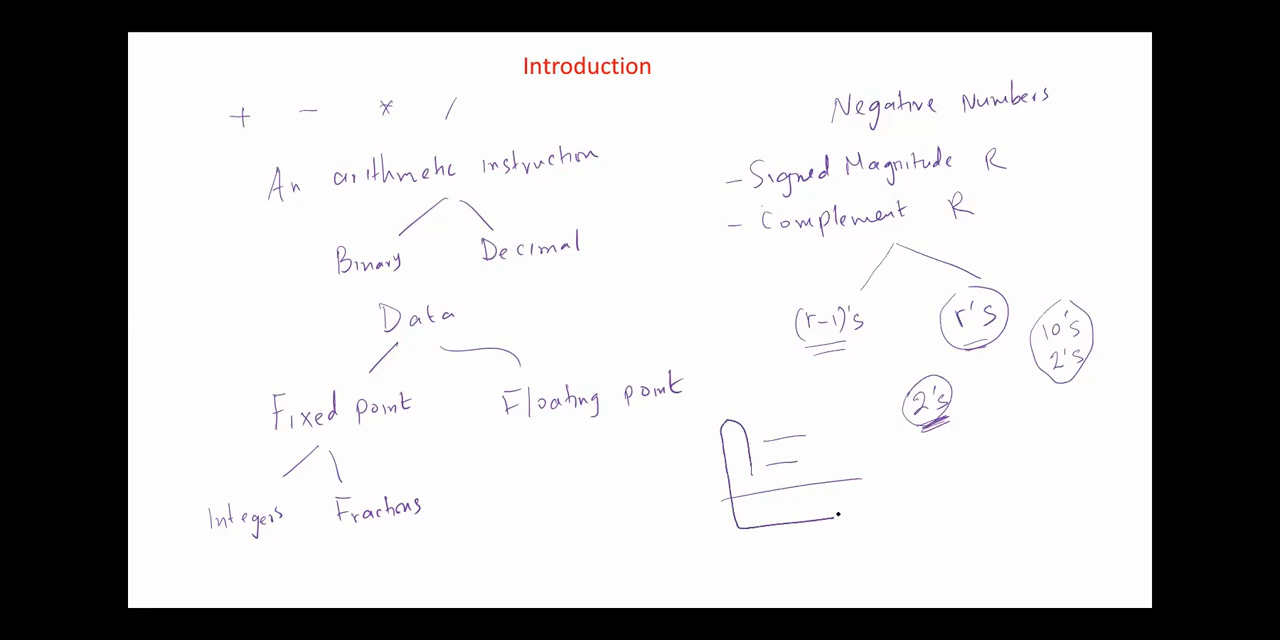 Introduction
+ - * /
An arithmetic instruction
Binary Decimal
Data
Fixed point Floating point
Integers Fractions
Negative Numbers
- Signed Magnitude R
- Complement R
(r-1)'s r's
10's
2's
2's